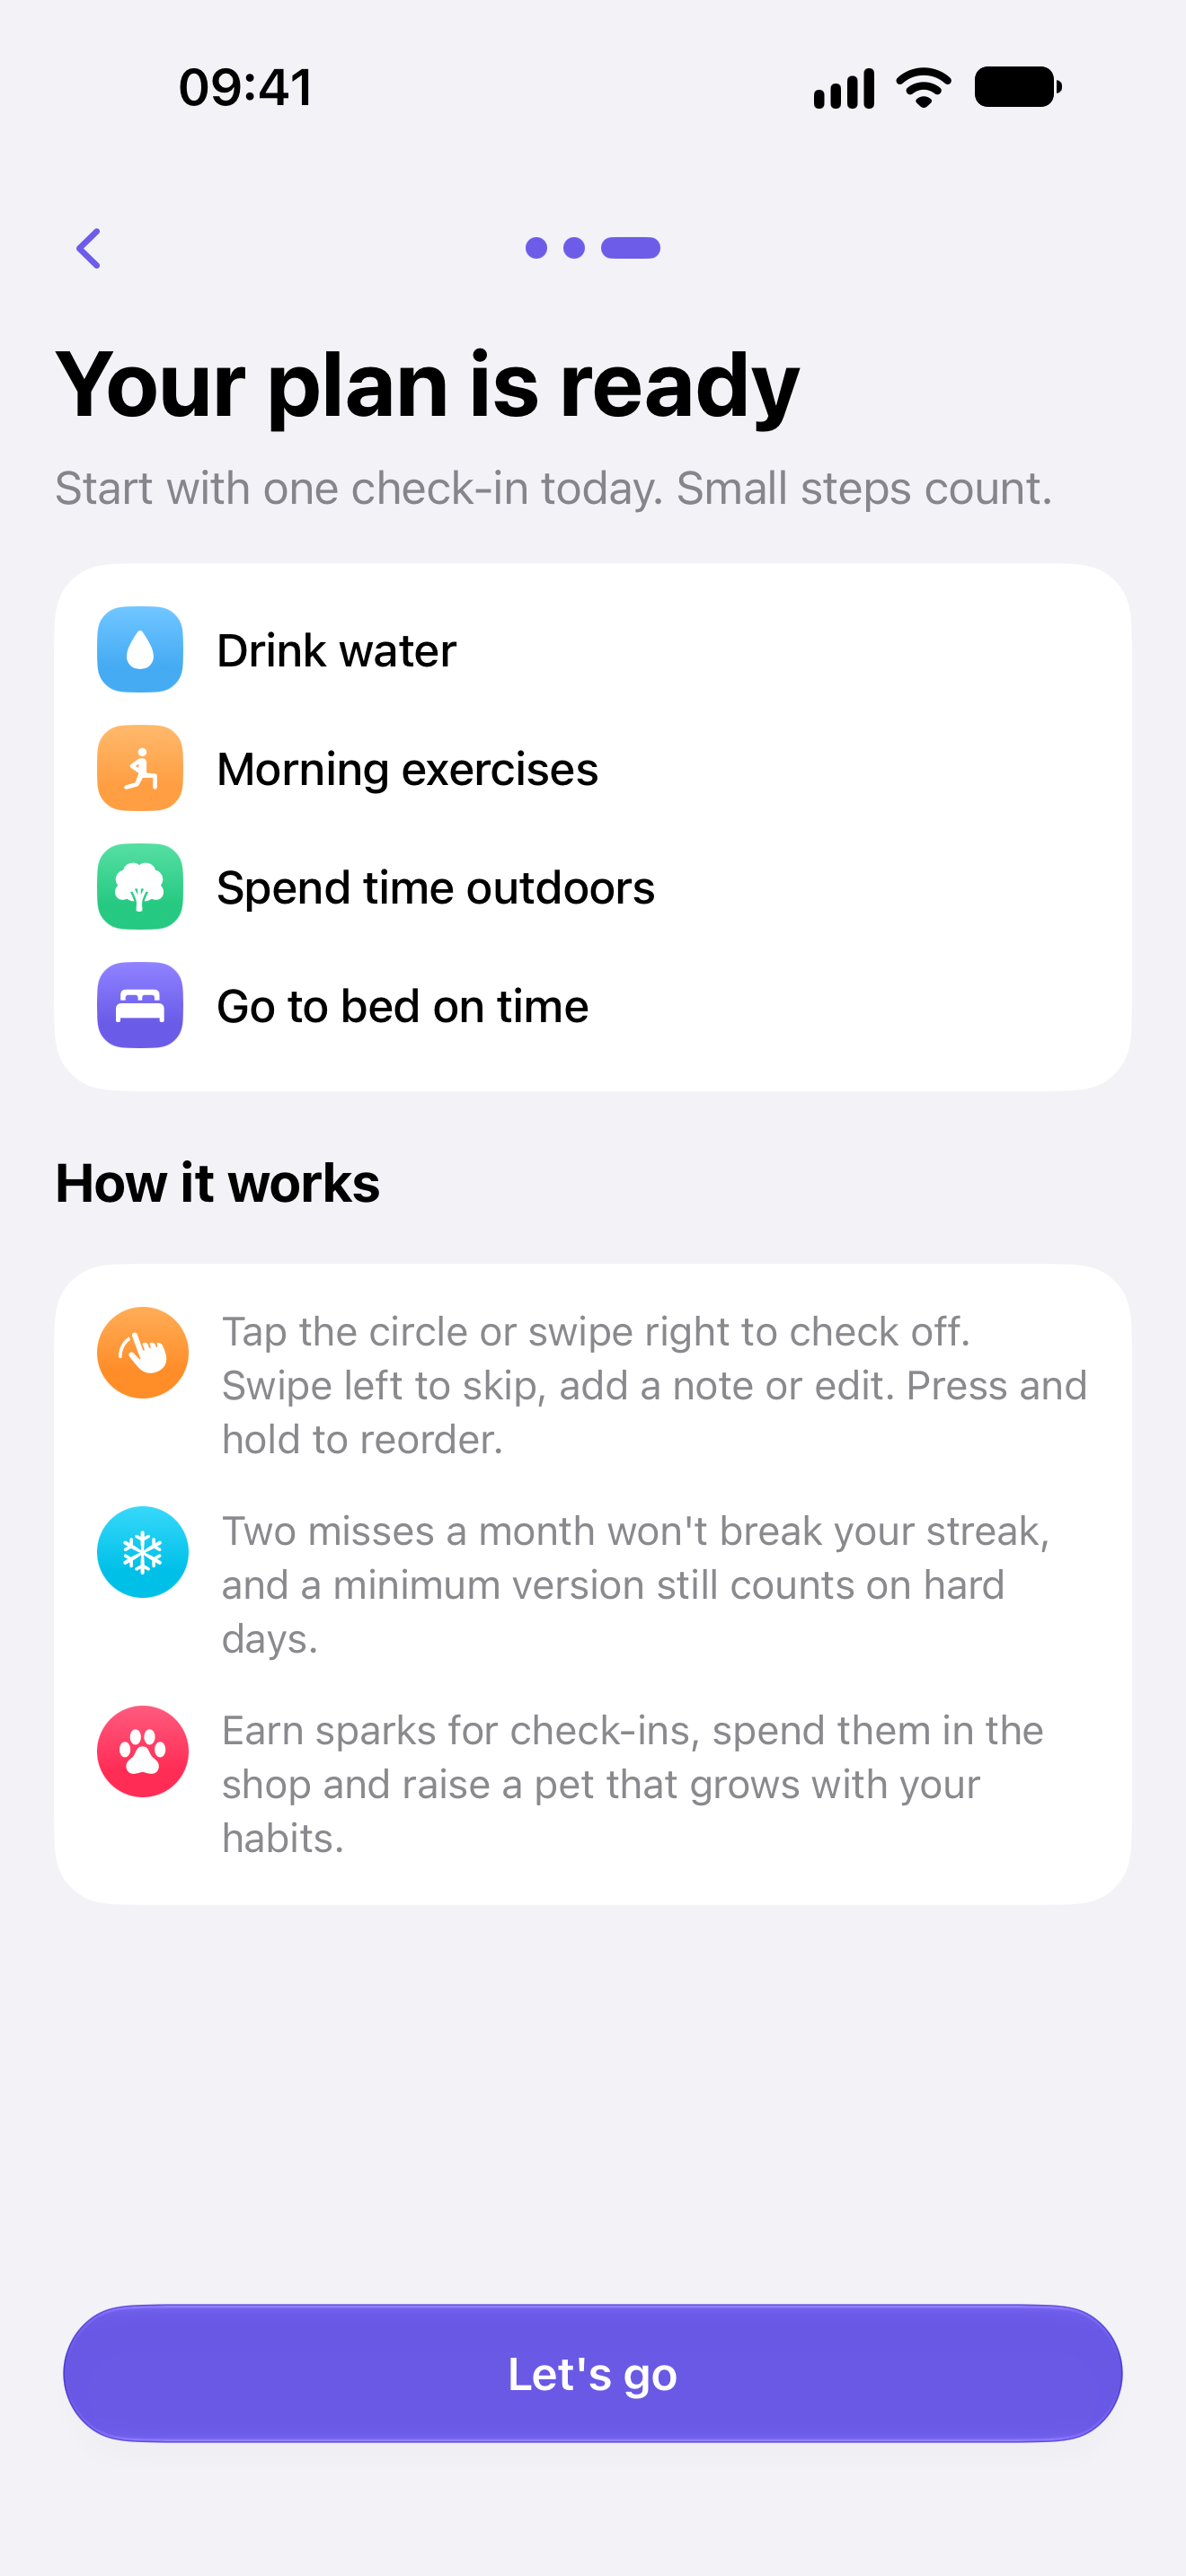 09:41
Your plan is ready
Start with one check-in today. Small steps count.
Drink water
Morning exercises
Spend time outdoors
Go to bed on time
How it works
Tap the circle or swipe right to check off.
Swipe left to skip, add a note or edit. Press and
hold to reorder.
Two misses a month won't break your streak,
and a minimum version still counts on hard
days.
Earn sparks for check-ins, spend them in the
shop and raise a pet that grows with your
habits.
Let's go